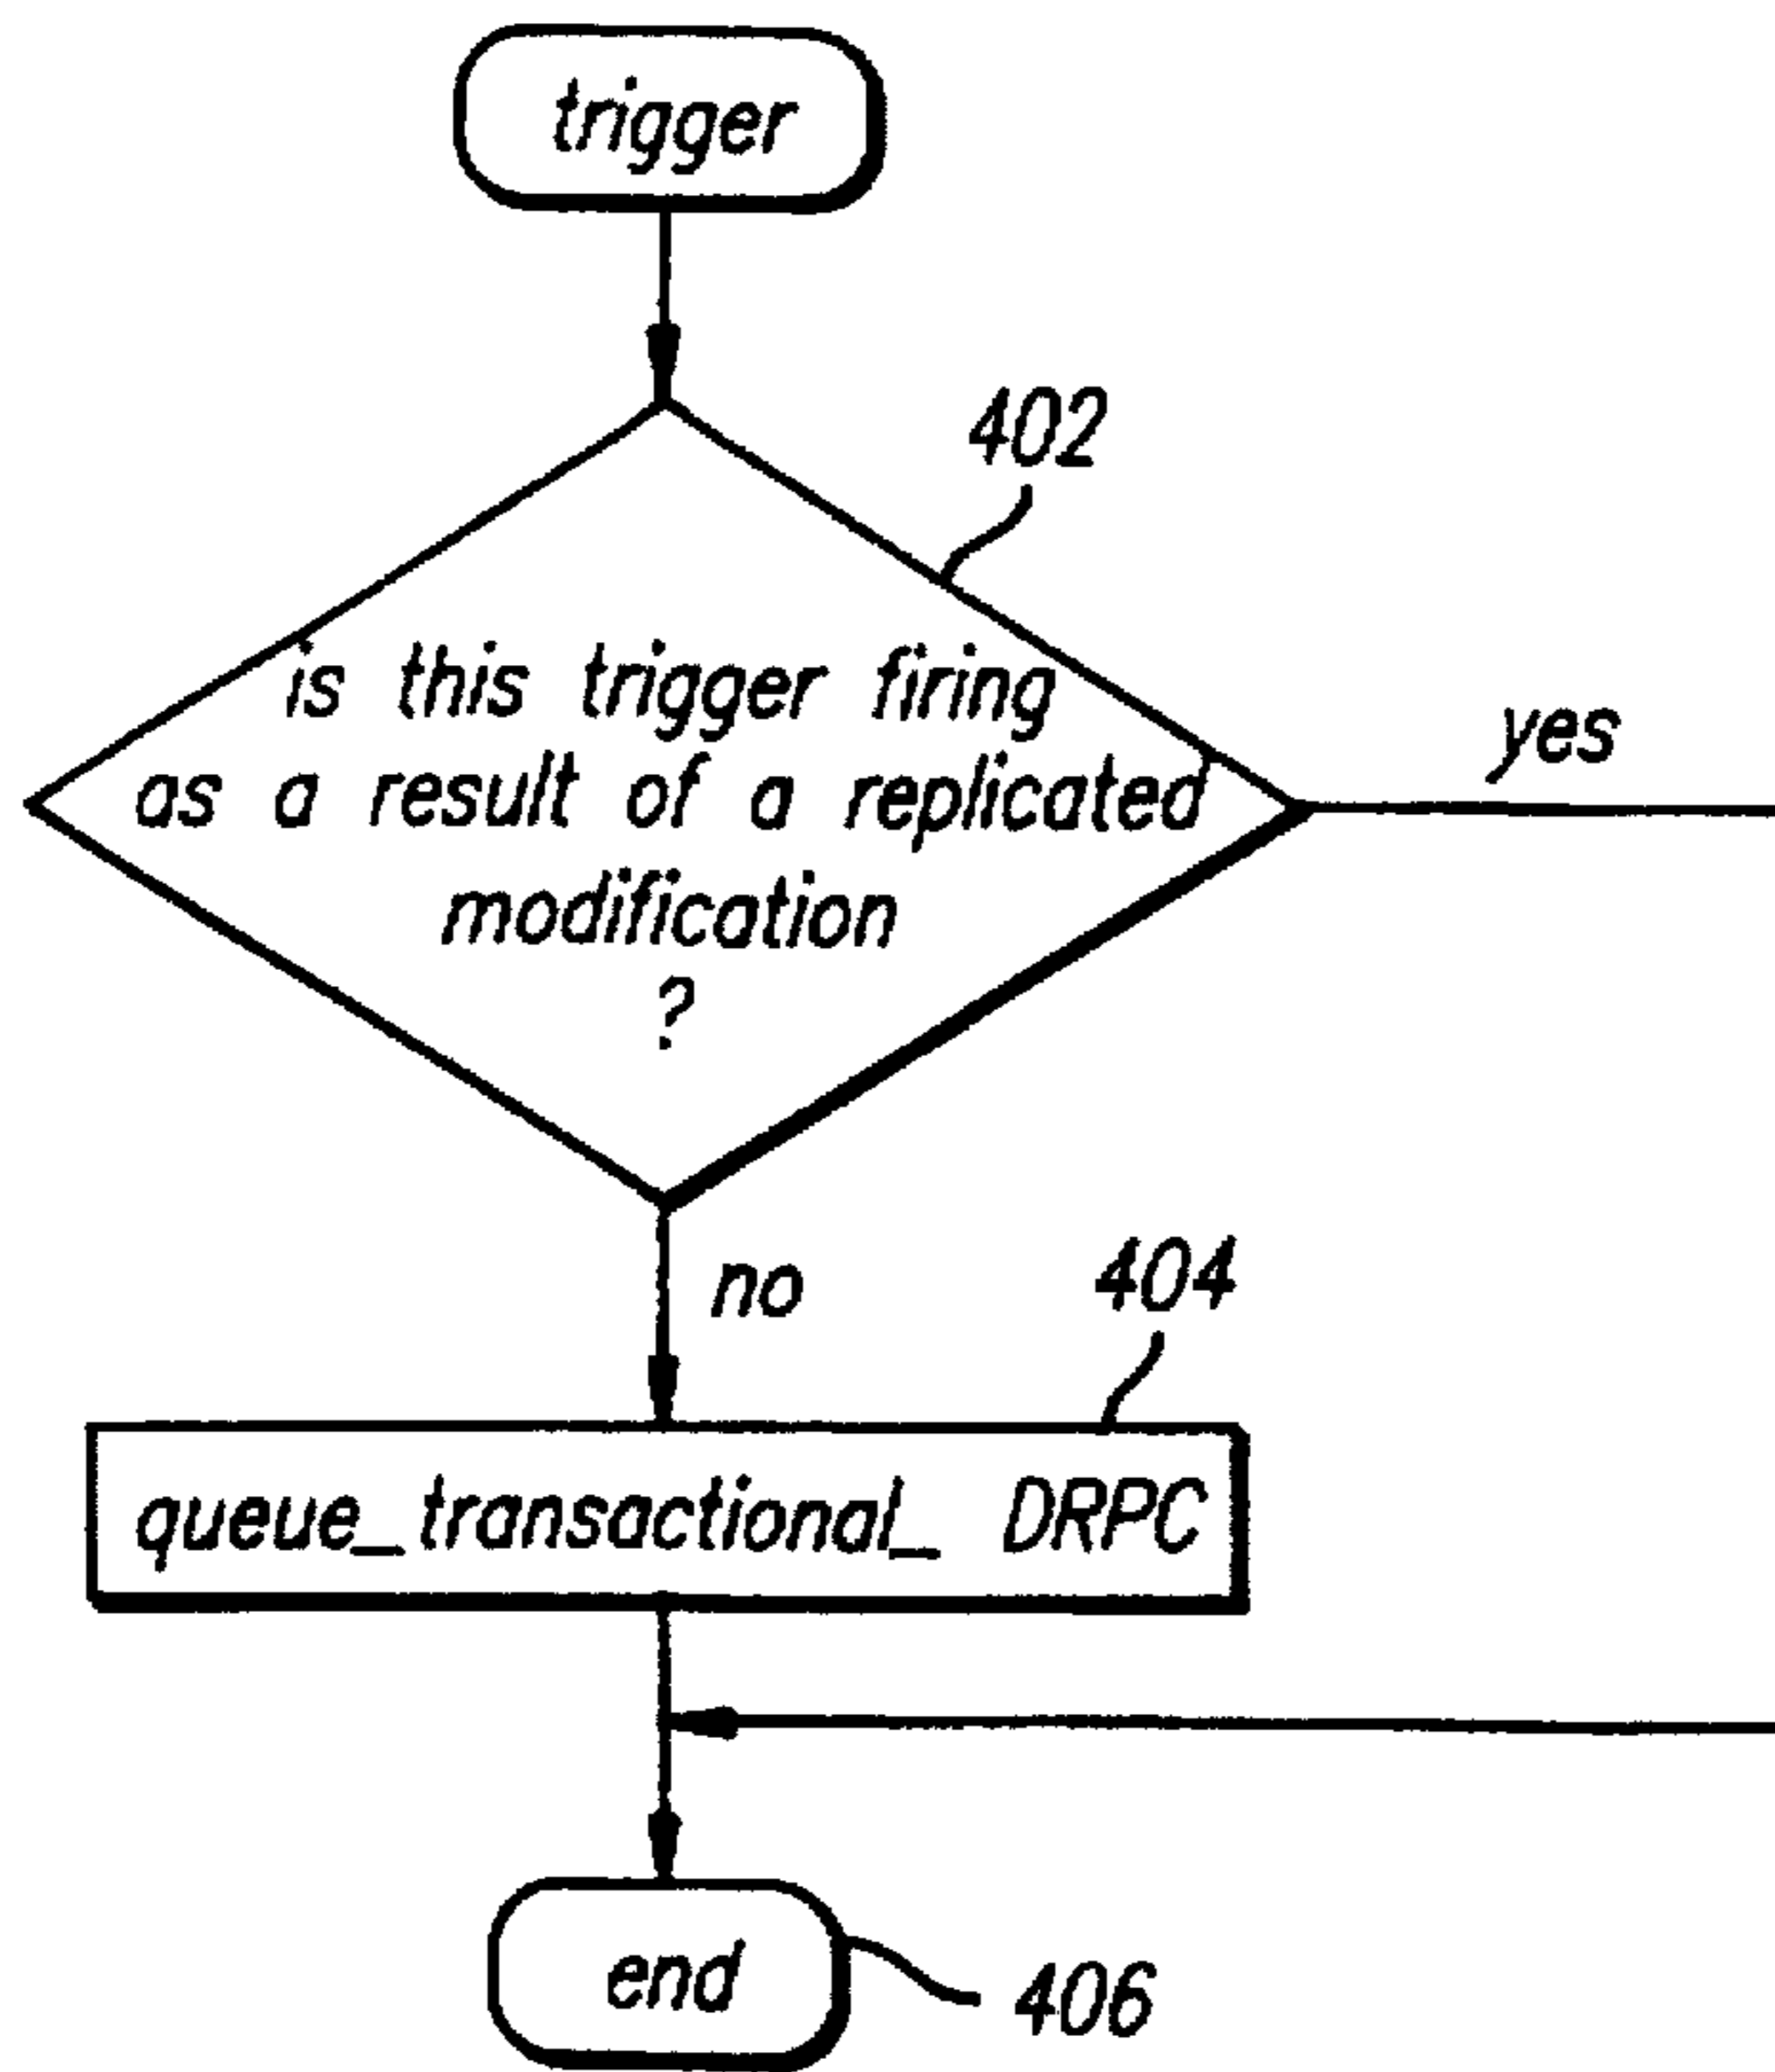 trigger
402
is this trigger firing
as a result of a replicated
modification
?
yes
no
404
queue_transactional_ DRPC
end
406